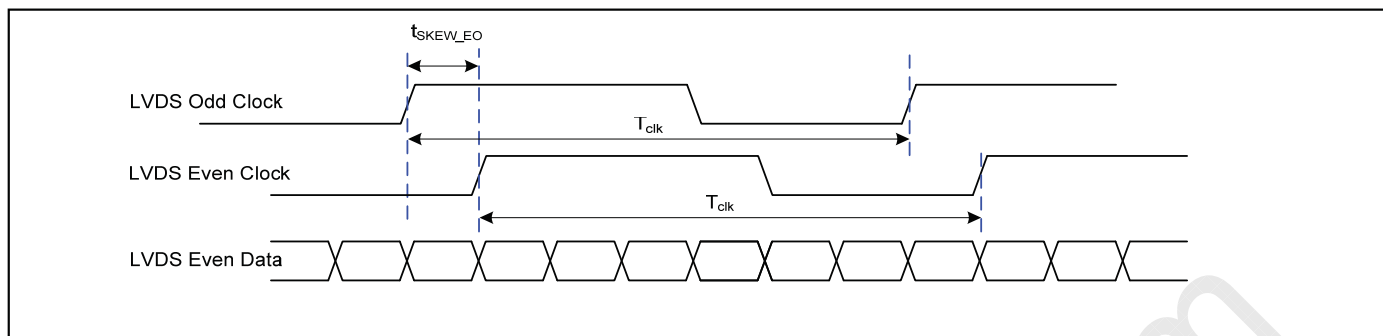 tSKEW_EO
LVDS Odd Clock
Tclk
LVDS Even Clock
Tclk
LVDS Even Data